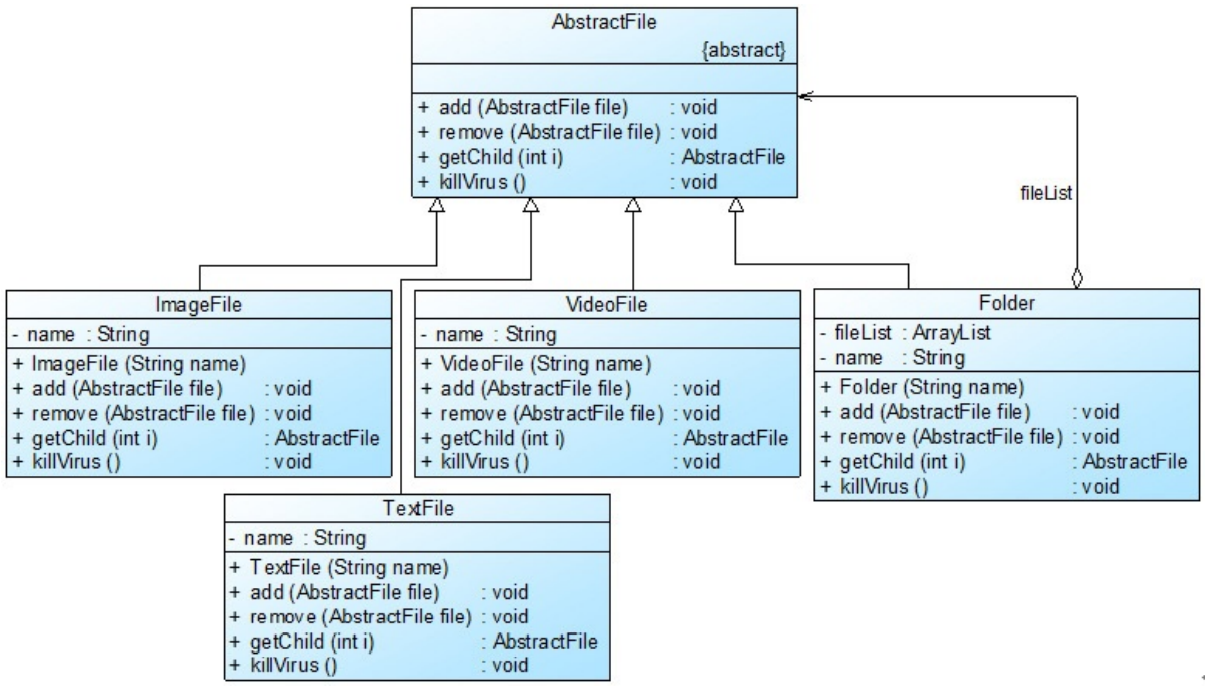 AbstractFile
{abstract}
+ add (AbstractFile file) : void
+ remove (AbstractFile file) : void
+ getChild (int i) : AbstractFile
+ killVirus () : void
fileList
ImageFile
- name : String
+ ImageFile (String name)
+ add (AbstractFile file) : void
+ remove (AbstractFile file) : void
+ getChild (int i) : AbstractFile
+ killVirus () : void
VideoFile
- name : String
+ VideoFile (String name)
+ add (AbstractFile file) : void
+ remove (AbstractFile file) : void
+ getChild (int i) : AbstractFile
+ killVirus () : void
Folder
- fileList : ArrayList
- name : String
+ Folder (String name)
+ add (AbstractFile file) : void
+ remove (AbstractFile file) : void
+ getChild (int i) : AbstractFile
+ killVirus () : void
TextFile
- name : String
+ TextFile (String name)
+ add (AbstractFile file) : void
+ remove (AbstractFile file) : void
+ getChild (int i) : AbstractFile
+ killVirus () : void